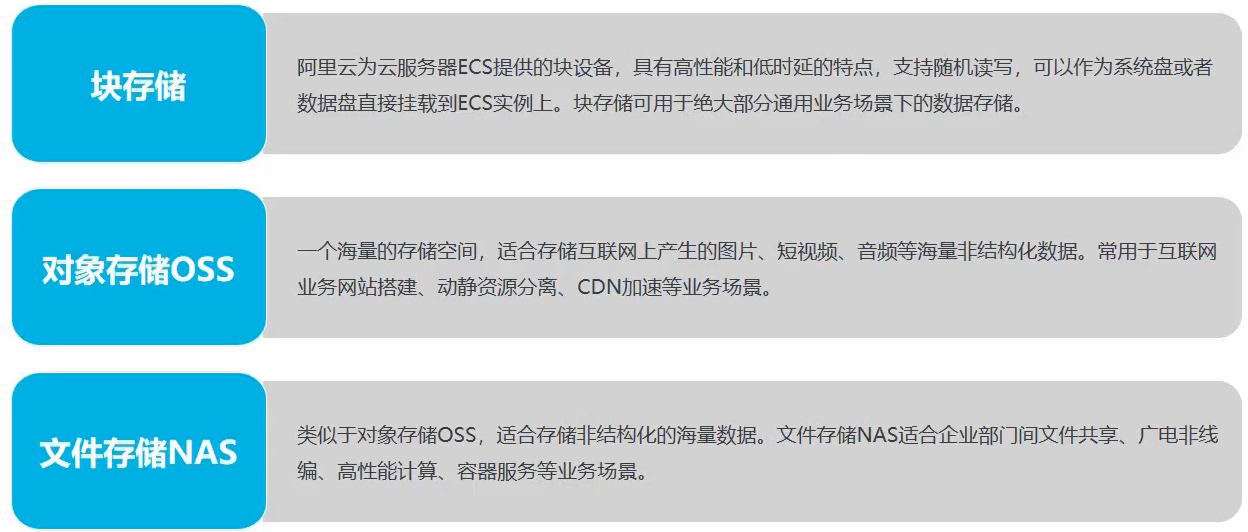 块存储
阿里云为云服务器ECS提供的块设备，具有高性能和低时延的特点，支持随机读写，可以作为系统盘或者
数据盘直接挂载到ECS实例上。块存储可用于绝大部分通用业务场景下的数据存储。
对象存储OSS
一个海量的存储空间，适合存储互联网上产生的图片、短视频、音频等海量非结构化数据。常用于互联网
业务网站搭建、动静资源分离、CDN加速等业务场景。
文件存储NAS
类似于对象存储OSS，适合存储非结构化的海量数据。文件存储NAS适合企业部门间文件共享、广电非线
编、高性能计算、容器服务等业务场景。